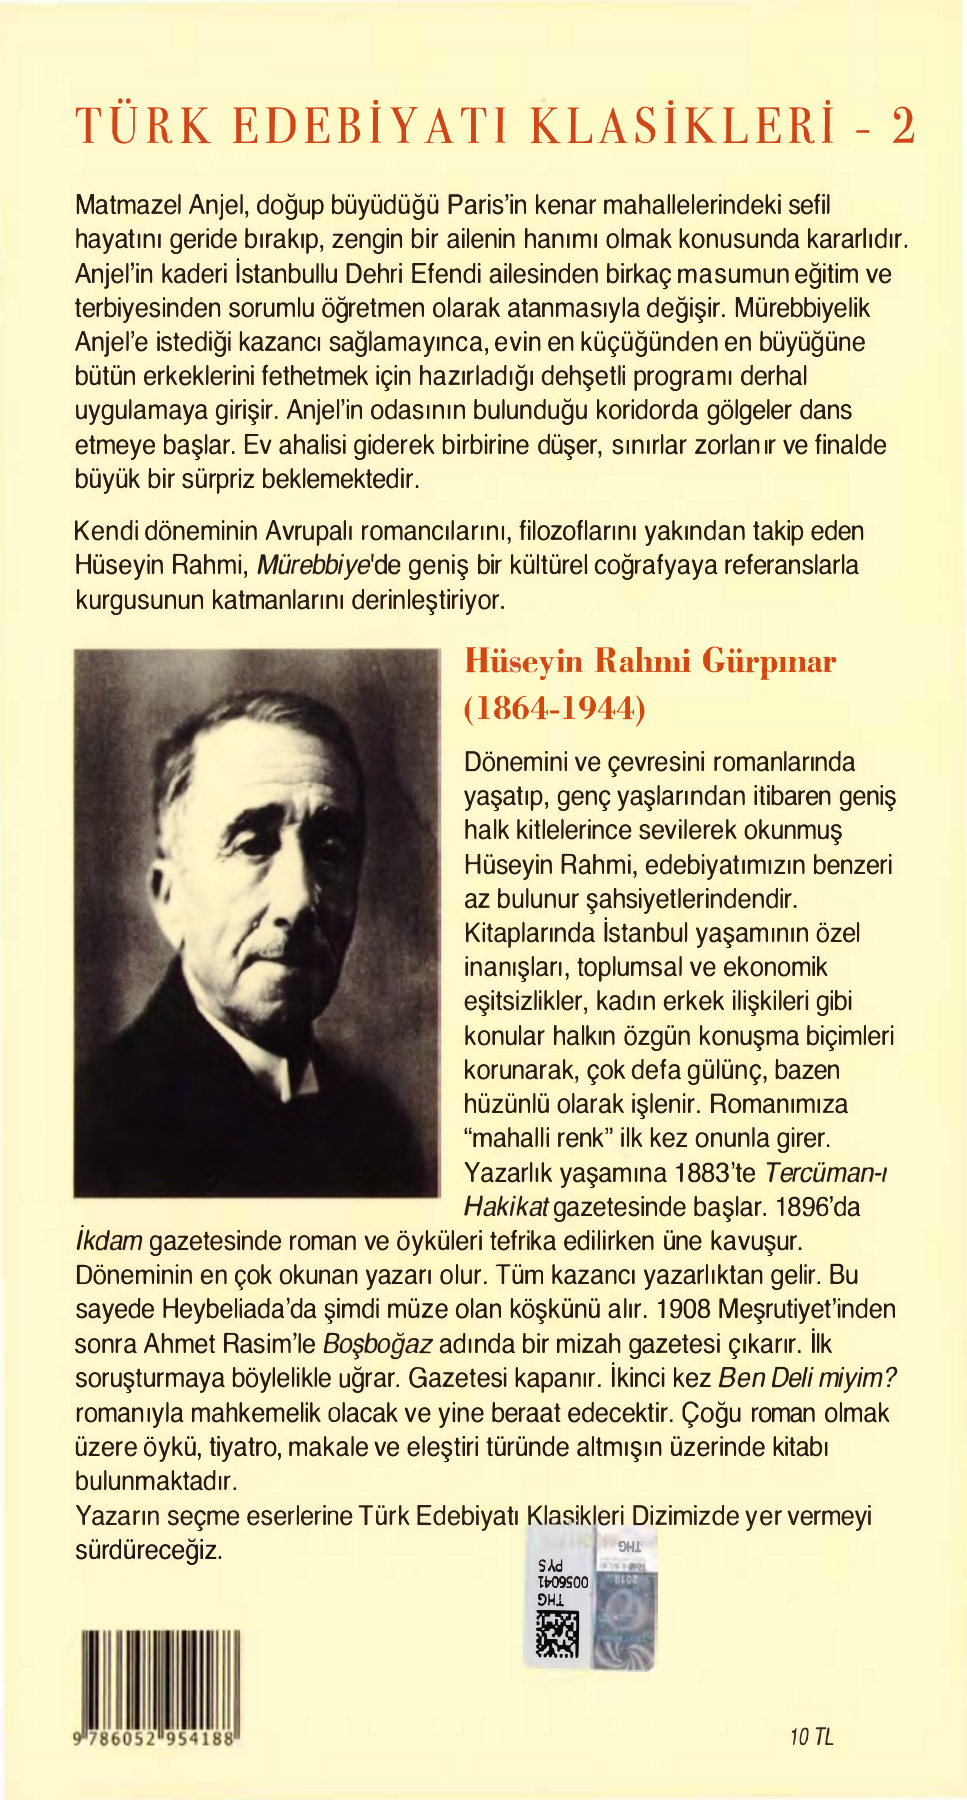 TÜRK EDEBİYATI KLASİKLERİ - 2
Matmazel Anjel, doğup büyüdüğü Paris’in kenar mahallelerindeki sefil
hayatını geride bırakıp, zengin bir ailenin hanımı olmak konusunda kararlıdır.
Anjel’in kaderi İstanbullu Dehri Efendi ailesinden birkaç masumun eğitim ve
terbiyesinden sorumlu öğretmen olarak atanmasıyla değişir. Mürebbiyelik
Anjel’e istediği kazancı sağlamayınca, evin en küçüğünden en büyüğüne
bütün erkeklerini fethetmek için hazırladığı dehşetli programı derhal
uygulamaya girişir. Anjel’in odasının bulunduğu koridorda gölgeler dans
etmeye başlar. Ev ahalisi giderek birbirine düşer, sınırlar zorlanır ve finalde
büyük bir sürpriz beklemektedir.
Kendi döneminin Avrupalı romancılarını, filozoflarını yakından takip eden
Hüseyin Rahmi, Mürebbiye'de geniş bir kültürel coğrafyaya referanslarla
kurgusunun katmanlarını derinleştiriyor.
Hüseyin Rahmi Gürpınar
(1864-1944)
Dönemini ve çevresini romanlarında
yaşatıp, genç yaşlarından itibaren geniş
halk kitlelerince sevilerek okunmuş
Hüseyin Rahmi, edebiyatımızın benzeri
az bulunur şahsiyetlerindendir.
Kitaplarında İstanbul yaşamının özel
inanışları, toplumsal ve ekonomik
eşitsizlikler, kadın erkek ilişkileri gibi
konular halkın özgün konuşma biçimleri
korunarak, çok defa gülünç, bazen
hüzünlü olarak işlenir. Romanımıza
“mahalli renk” ilk kez onunla girer.
Yazarlık yaşamına 1883’te Tercüman-ı
Hakikat gazetesinde başlar. 1896’da
İkdam gazetesinde roman ve öyküleri tefrika edilirken üne kavuşur.
Döneminin en çok okunan yazarı olur. Tüm kazancı yazarlıktan gelir. Bu
sayede Heybeliada’da şimdi müze olan köşkünü alır. 1908 Meşrutiyet’inden
sonra Ahmet Rasim’le Boşboğaz adında bir mizah gazetesi çıkarır. İlk
soruşturmaya böylelikle uğrar. Gazetesi kapanır. İkinci kez Ben Deli miyim?
romanıyla mahkemelik olacak ve yine beraat edecektir. Çoğu roman olmak
üzere öykü, tiyatro, makale ve eleştiri türünde altmışın üzerinde kitabı
bulunmaktadır.
Yazarın seçme eserlerine Türk Edebiyatı Klasikleri Dizimizde yer vermeyi
sürdüreceğiz.
THG
0056041
PYS
THG
9 786052 954188
10 TL